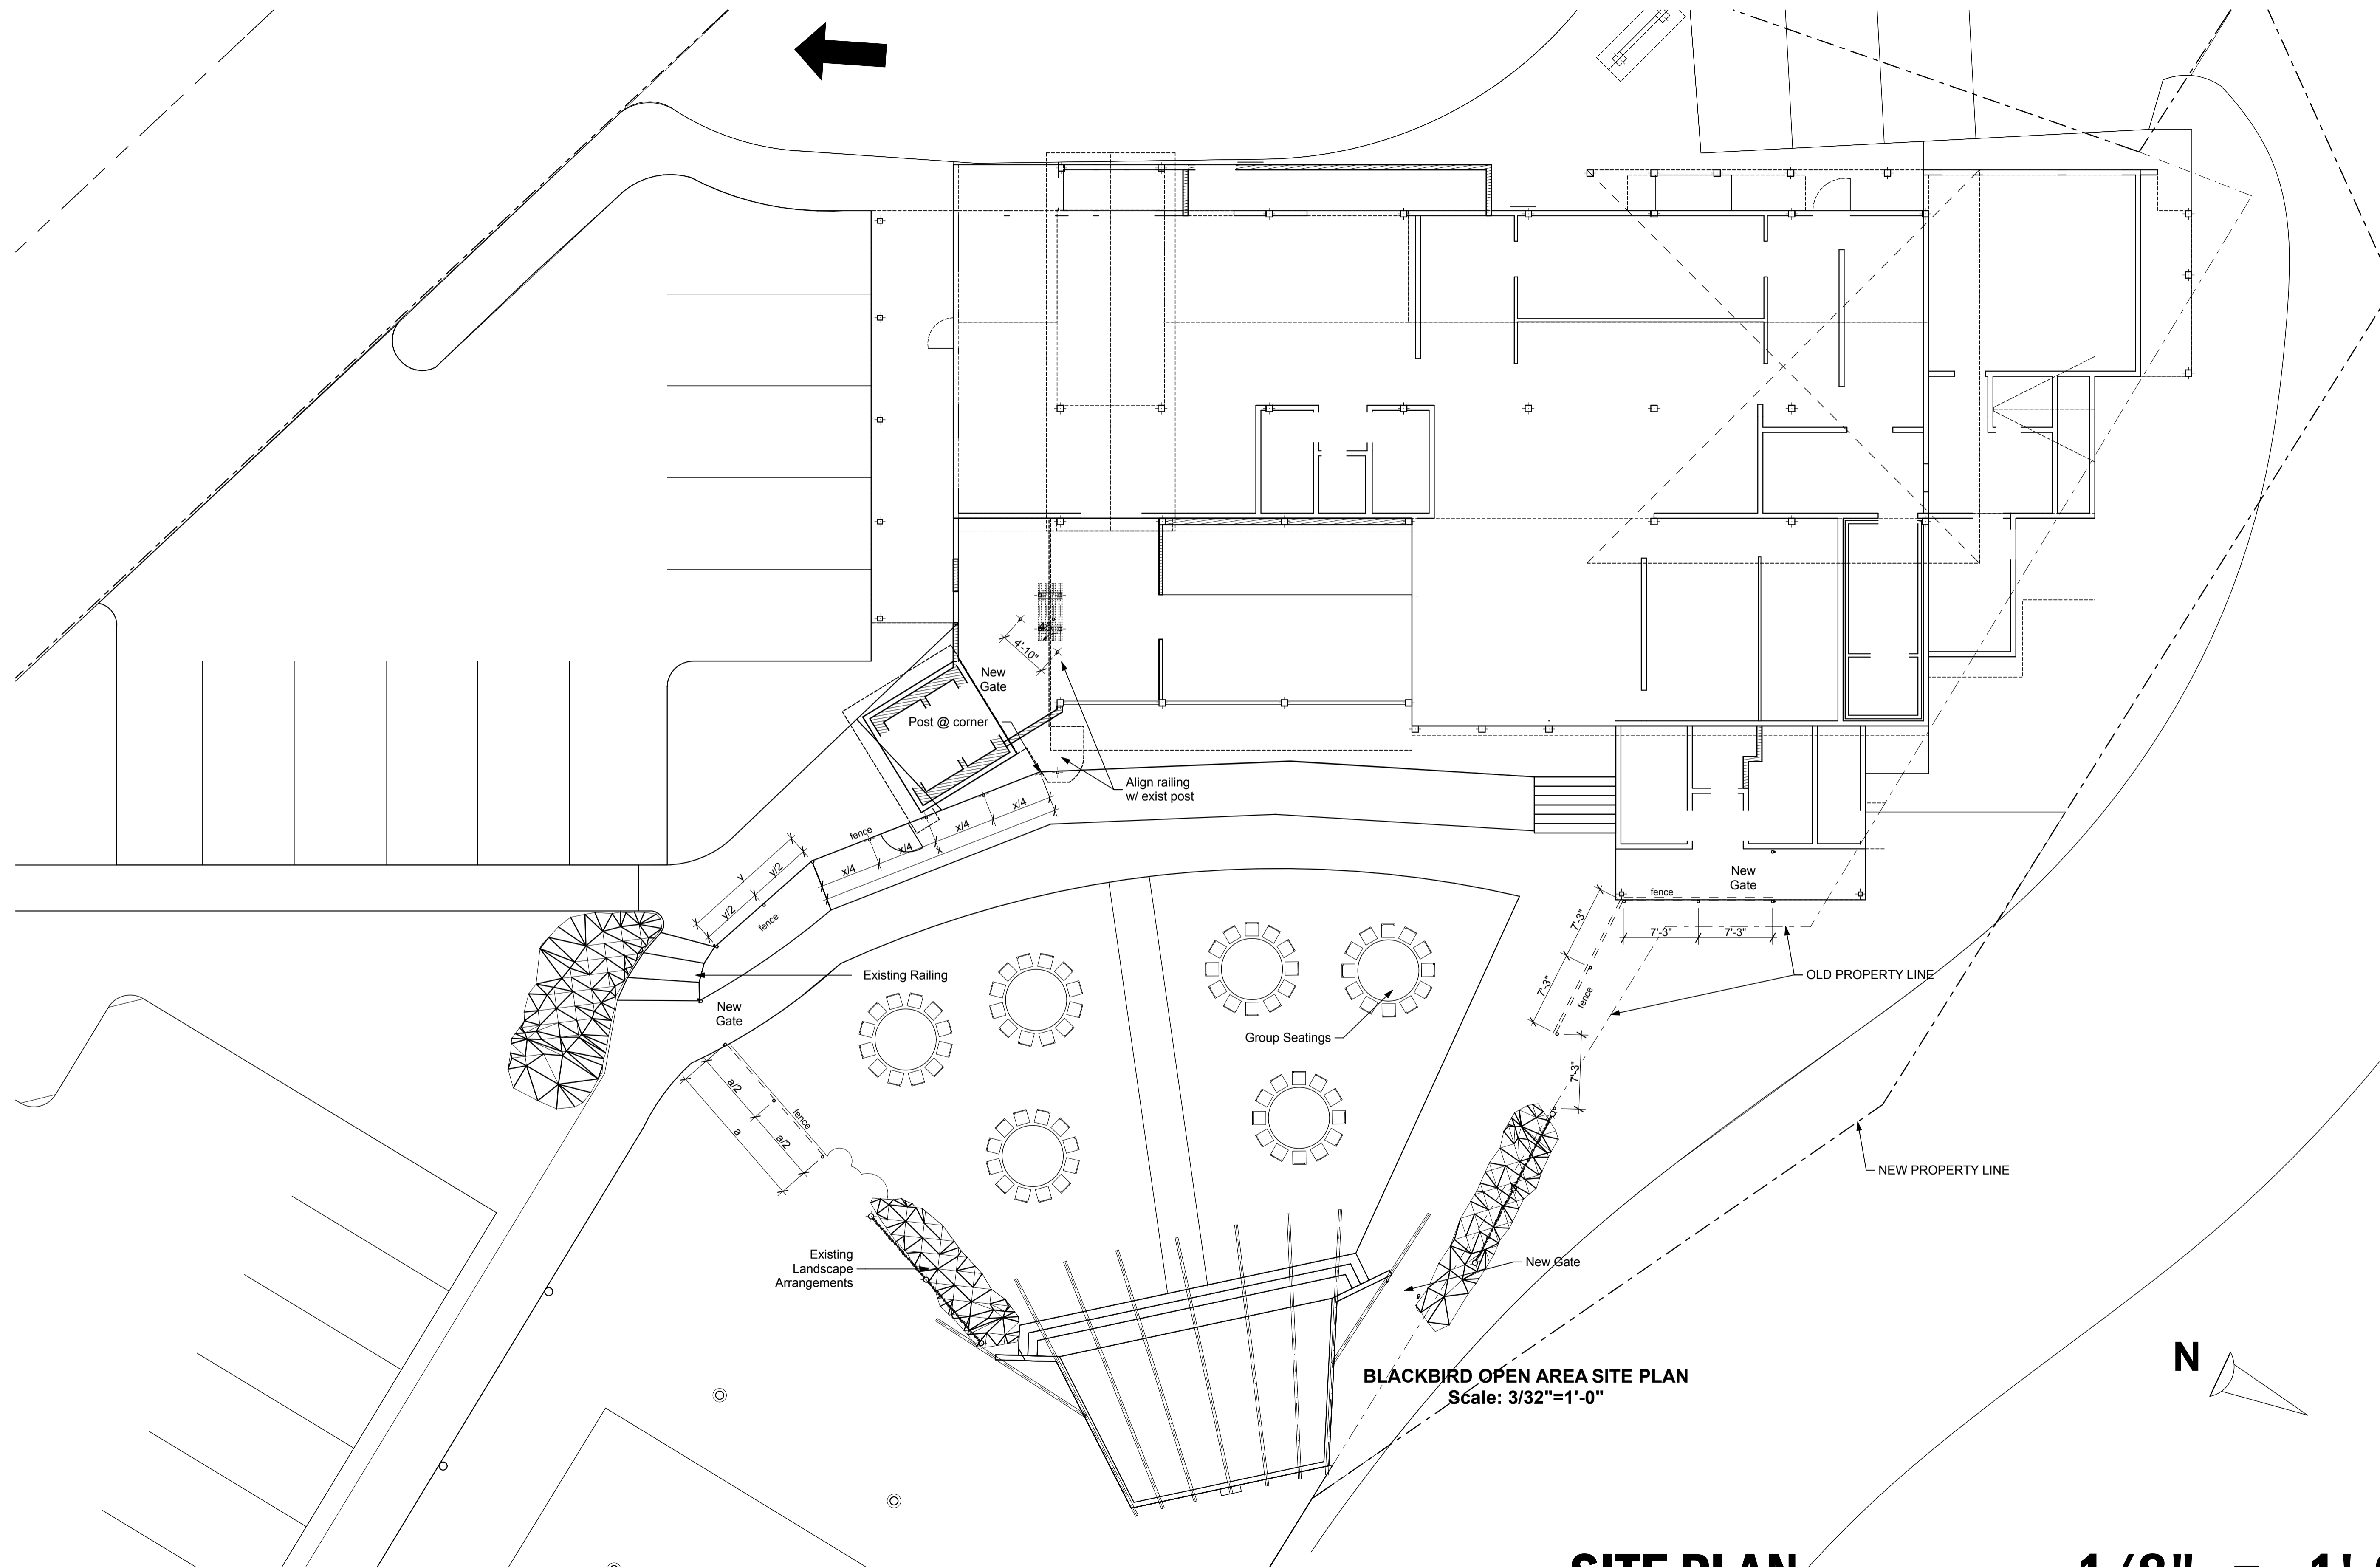 4'-10"
New
Gate
Post @ corner
Align railing
w/ exist post
x/4
x/4
x/4
x/4
x
fence
y
y/2
y/2
fence
Existing Railing
New
Gate
a/2
a/2
a
fence
Existing
Landscape
Arrangements
Group Seatings
New
Gate
fence
7'-3"
7'-3"
7'-3"
7'-3"
fence
7'-3"
OLD PROPERTY LINE
NEW PROPERTY LINE
New Gate
BLACKBIRD OPEN AREA SITE PLAN
Scale: 3/32"=1'-0"
N
SITE PLAN